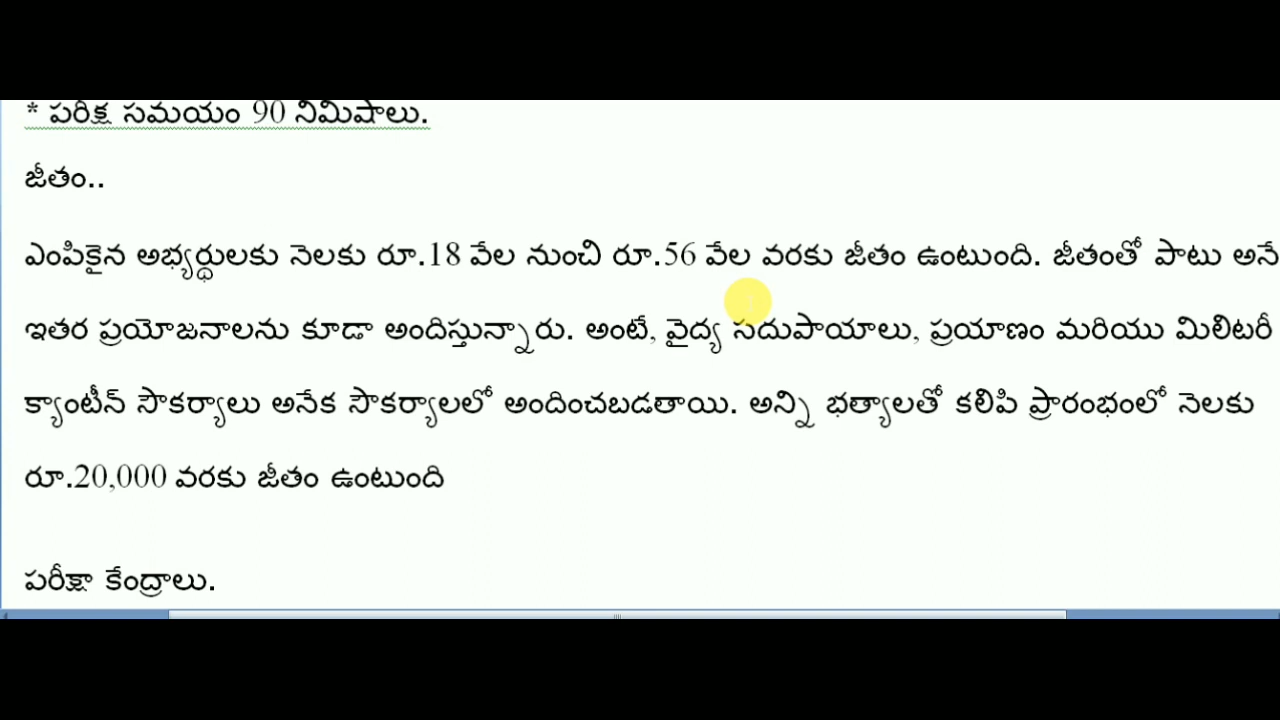 * పరీక్ష సమయం 90 నిమిషాలు.
జీతం..
ఎంపికైన అభ్యర్థులకు నెలకు రూ.18 వేల నుంచి రూ.56 వేల వరకు జీతం ఉంటుంది. జీతంతో పాటు అనే
ఇతర ప్రయోజనాలను కూడా అందిస్తున్నారు. అంటే, వైద్య సదుపాయాలు, ప్రయాణం మరియు మిలిటరీ
క్యాంటీన్ సౌకర్యాలు అనేక సౌకర్యాలలో అందించబడతాయి. అన్ని భత్యాలతో కలిపి ప్రారంభంలో నెలకు
రూ.20,000 వరకు జీతం ఉంటుంది
పరీక్షా కేంద్రాలు.